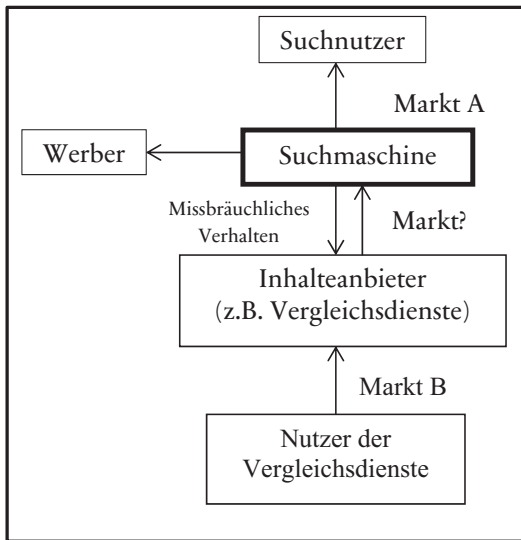 Suchnutzer
Markt A
Werber
Suchmaschine
Missbräuchliches
Verhalten
Markt?
Inhalteanbieter
(z.B. Vergleichsdienste)
Markt B
Nutzer der
Vergleichsdienste